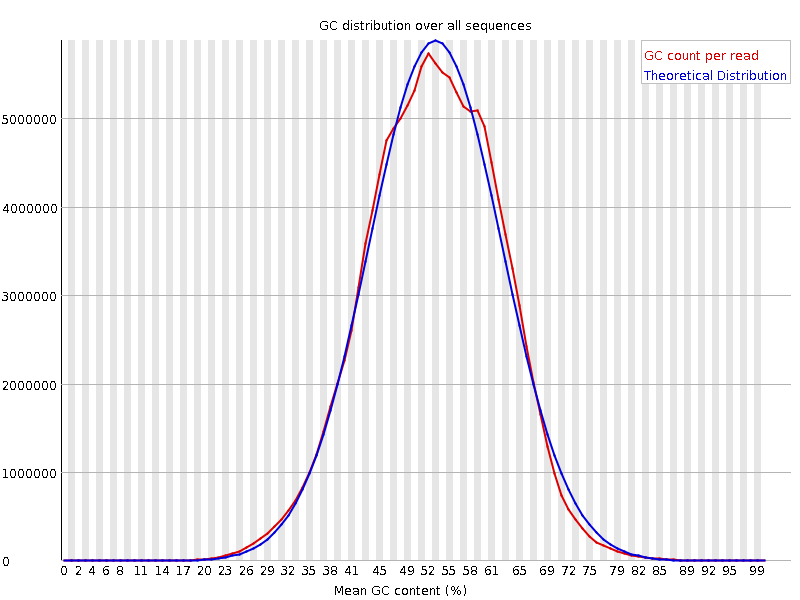 GC distribution over all sequences
GC count per read
Theoretical Distribution
5000000
4000000
3000000
2000000
1000000
0
0 2 4 6 8 11 14 17 20 23 26 29 32 35 38 41 45 49 52 55 58 61 65 69 72 75 79 82 85 89 92 95 99
Mean GC content (%)